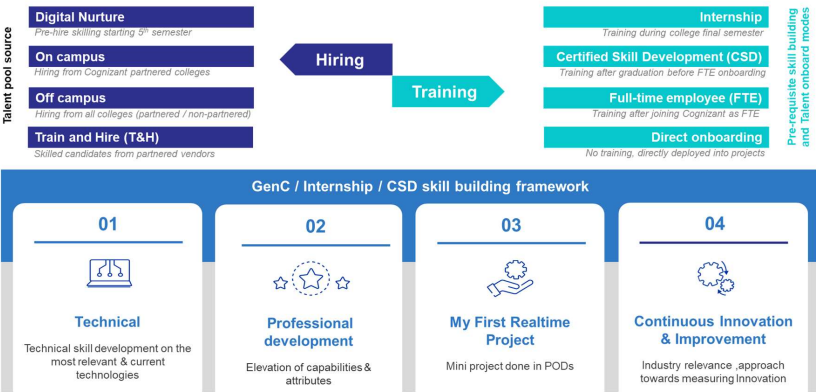 Talent pool source
Digital Nurture
Pre-hire skilling starting 5th semester
On campus
Hiring from Cognizant partnered colleges
Off campus
Hiring from all colleges (partnered / non-partnered)
Train and Hire (T&H)
Skilled candidates from partnered vendors
Hiring
Training
Internship
Training during college final semester
Certified Skill Development (CSD)
Training after graduation before FTE onboarding
Full-time employee (FTE)
Training after joining Cognizant as FTE
Direct onboarding
No training, directly deployed into projects
Pre-requisite skill building
and Talent onboard modes
GenC / Internship / CSD skill building framework
01
Technical
Technical skill development on the
most relevant & current
technologies
02
Professional
development
Elevation of capabilities &
attributes
03
My First Realtime
Project
Mini project done in PODs
04
Continuous Innovation
& Improvement
Industry relevance ,approach
towards measuring Innovation